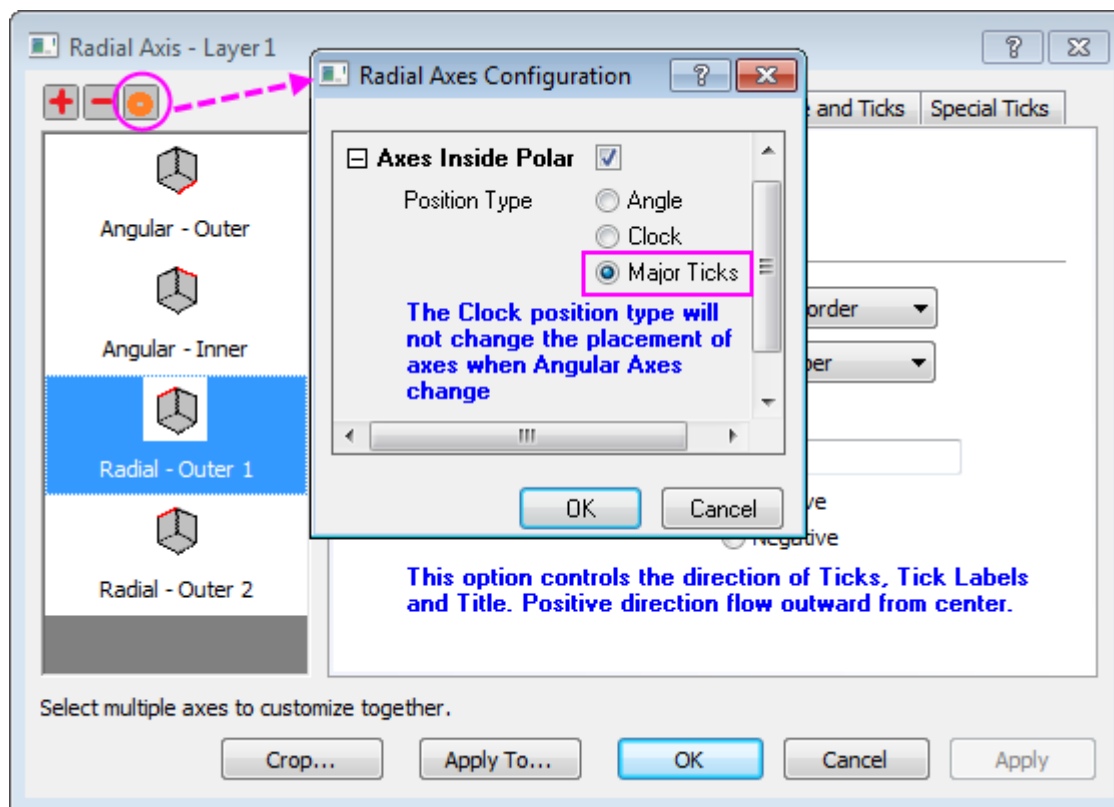 Radial Axis - Layer 1
Radial Axes Configuration
and Ticks
Special Ticks
Axes Inside Polar
Position Type
Angle
Clock
Major Ticks
The Clock position type will
not change the placement of
axes when Angular Axes
change
OK
Cancel
Angular - Outer
Angular - Inner
Radial - Outer 1
Radial - Outer 2
Negative
This option controls the direction of Ticks, Tick Labels
and Title. Positive direction flow outward from center.
Select multiple axes to customize together.
Crop...
Apply To...
OK
Cancel
Apply